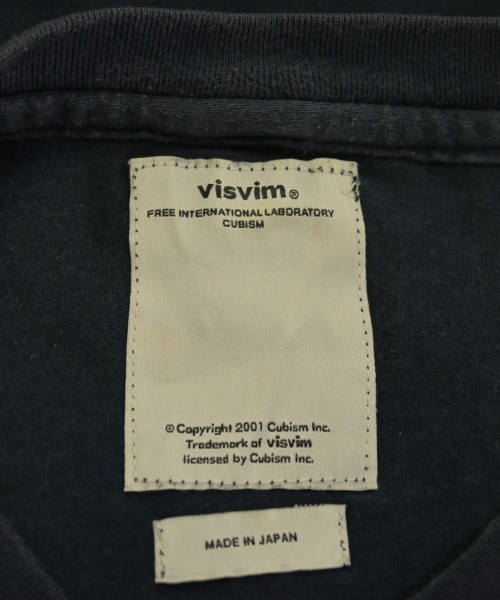 visvim®
FREE INTERNATIONAL LABORATORY
CUBISM
© Copyright 2001 Cubism Inc.
Trademark of visvim
licensed by Cubism Inc.
MADE IN JAPAN